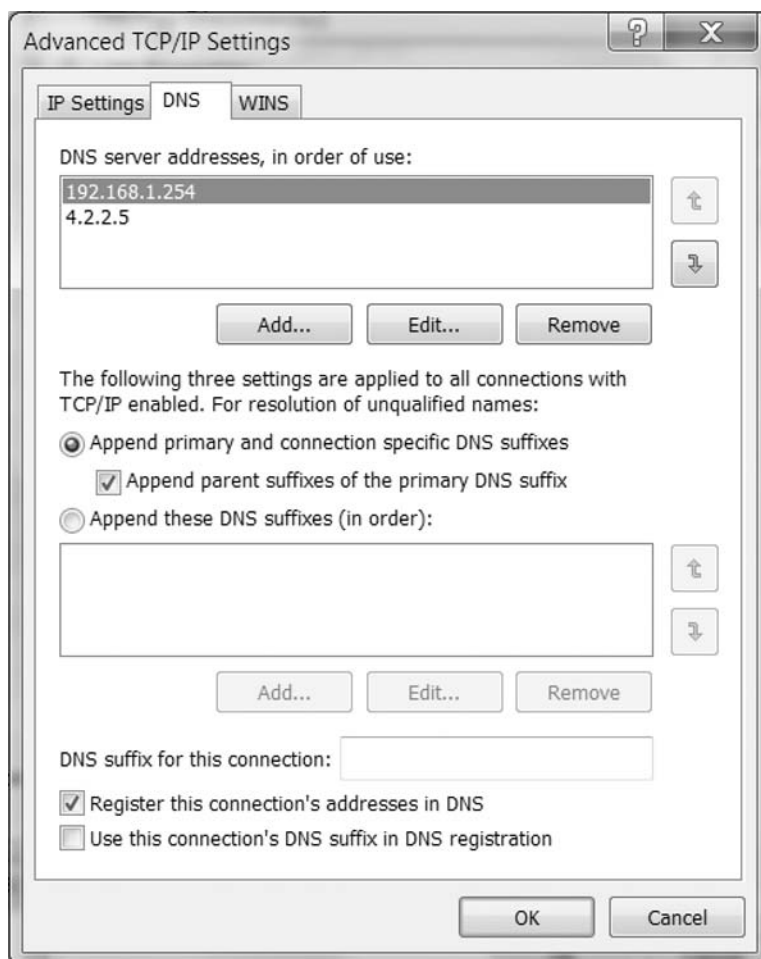 Advanced TCP/IP Settings
IP Settings DNS WINS
DNS server addresses, in order of use:
192.168.1.254
4.2.2.5
Add... Edit... Remove
The following three settings are applied to all connections with
TCP/IP enabled. For resolution of unqualified names:
Append primary and connection specific DNS suffixes
Append parent suffixes of the primary DNS suffix
Append these DNS suffixes (in order):
Add... Edit... Remove
DNS suffix for this connection:
Register this connection's addresses in DNS
Use this connection's DNS suffix in DNS registration
OK Cancel